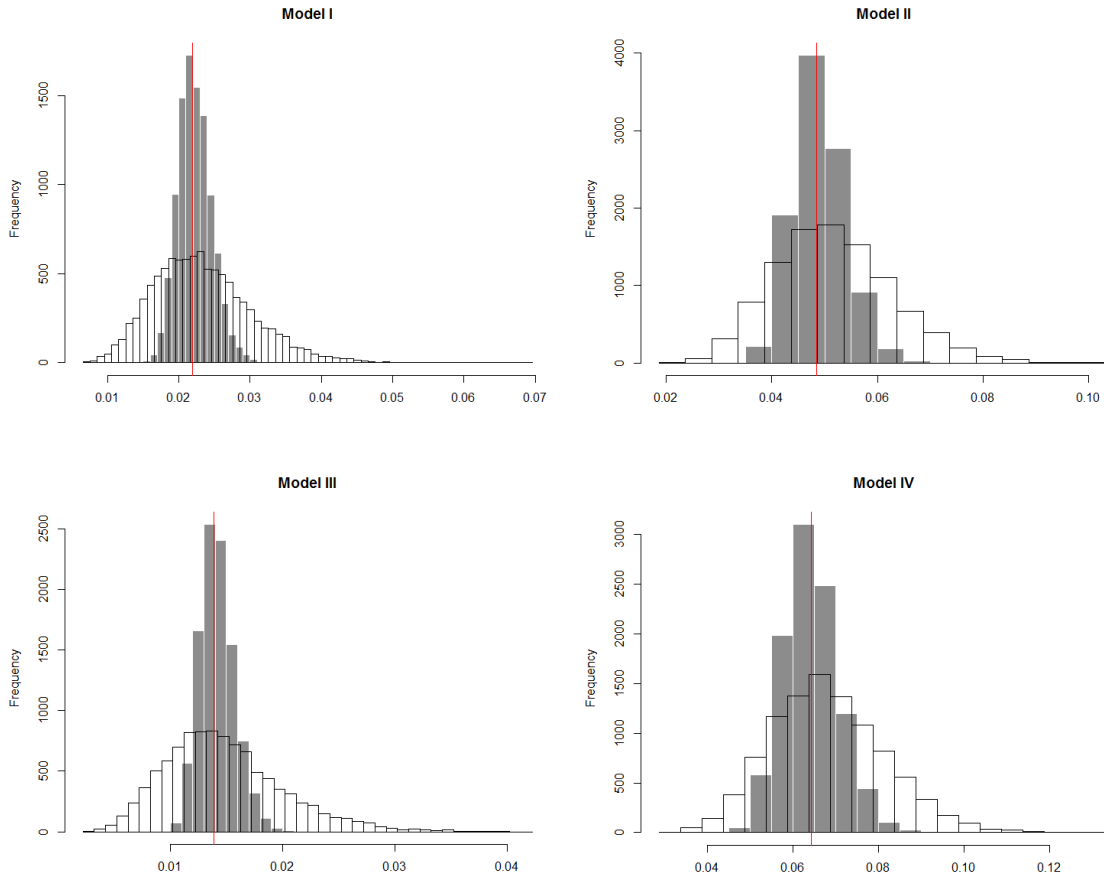 Model I
Frequency
0 500 1000 1500
0.01 0.02 0.03 0.04 0.05 0.06 0.07
Model II
Frequency
0 1000 2000 3000 4000
0.02 0.04 0.06 0.08 0.10
Model III
Frequency
0 500 1000 1500 2000 2500
0.01 0.02 0.03 0.04
Model IV
Frequency
0 500 1000 1500 2000 2500 3000
0.04 0.06 0.08 0.10 0.12